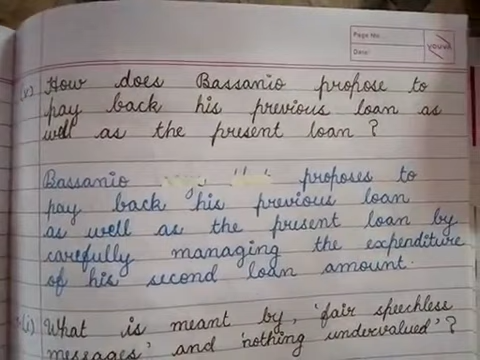 Page No.
Date:
youva
(v) How does Bassanio propose to
pay back his previous loan as
well as the present loan ?
Bassanio proposes to
pay back his previous loan
as well as the present loan by
carefully managing the expenditure
of his second loan amount.
(i) What is meant by, 'fair speechless
messages' and 'nothing undervalued' ?